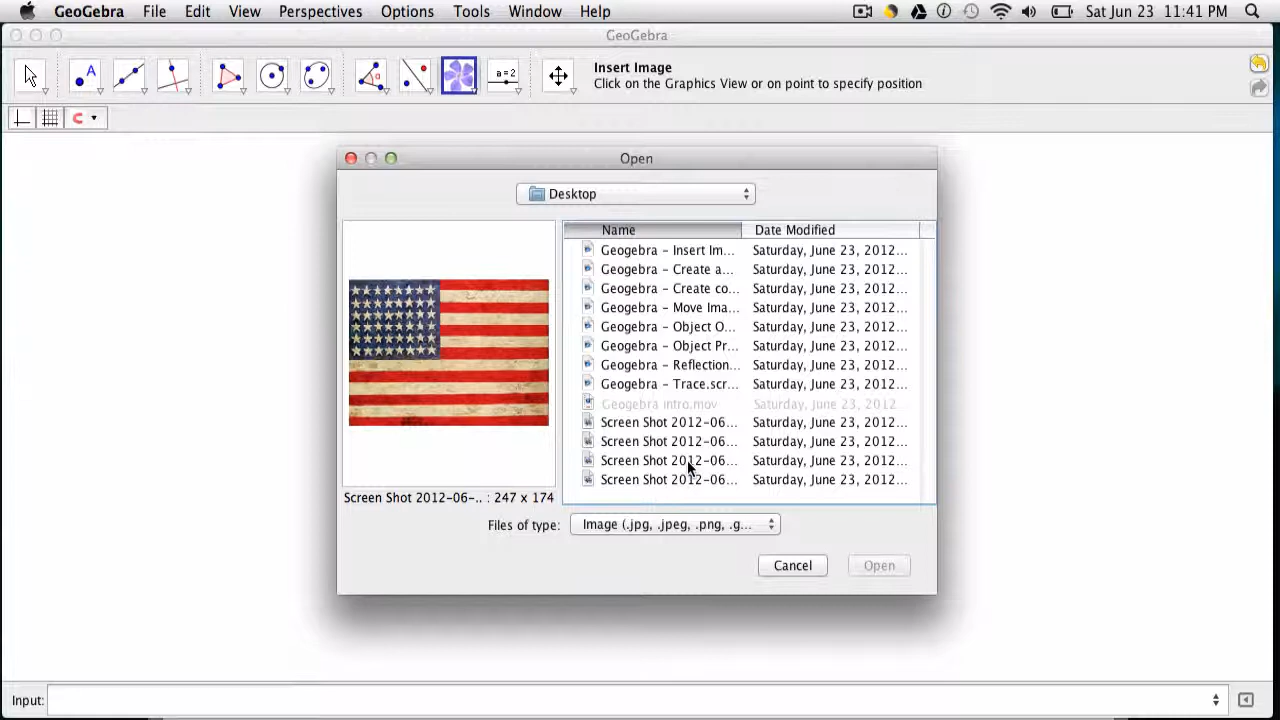 GeoGebra File Edit View Perspectives Options Tools Window Help Sat Jun 23 11:41 PM
GeoGebra
A
a=2
Insert Image
Click on the Graphics View or on point to specify position
Open
Desktop
Name Date Modified
Geogebra – Insert Im... Saturday, June 23, 2012...
Geogebra – Create a... Saturday, June 23, 2012...
Geogebra – Create co... Saturday, June 23, 2012...
Geogebra – Move Ima... Saturday, June 23, 2012...
Geogebra – Object O... Saturday, June 23, 2012...
Geogebra – Object Pr... Saturday, June 23, 2012...
Geogebra – Reflection... Saturday, June 23, 2012...
Geogebra – Trace.scr... Saturday, June 23, 2012...
Geogebra intro.mov Saturday, June 23, 2012...
Screen Shot 2012-06... Saturday, June 23, 2012...
Screen Shot 2012-06... Saturday, June 23, 2012...
Screen Shot 2012-06... Saturday, June 23, 2012...
Screen Shot 2012-06... Saturday, June 23, 2012...
Screen Shot 2012-06-.. : 247 x 174
Files of type: Image (.jpg, .jpeg, .png, .g...
Cancel Open
Input: